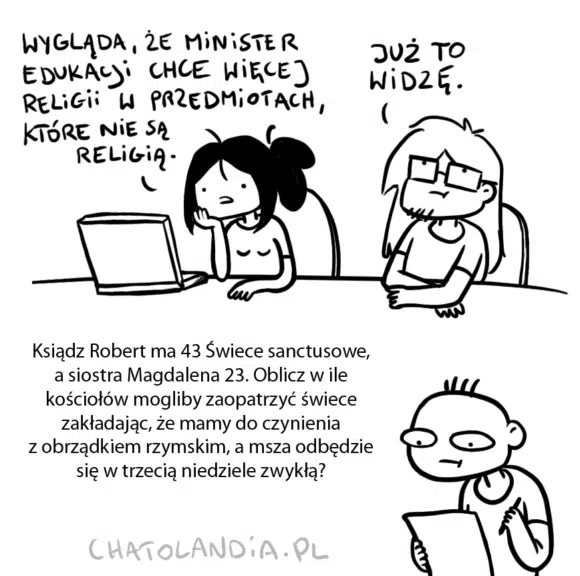 WYGLĄDA, ŻE MINISTER
EDUKACJI CHCE WIĘCEJ
RELIGII W PRZEDMIOTACH,
KTÓRE NIE SĄ
RELIGIĄ.
JUŻ TO
WIDZĘ.
Ksiądz Robert ma 43 Świece sanctusowe,
a siostra Magdalena 23. Oblicz w ile
kościołów mogliby zaopatrzyć świece
zakładając, że mamy do czynienia
z obrządkiem rzymskim, a msza odbędzie
się w trzecią niedziele zwykłą?
CHATOLANDIA.PL